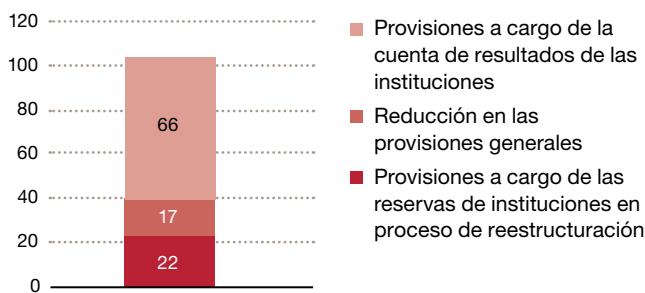 120
100
80
60
40
20
0
66
17
22
Provisiones a cargo de la
cuenta de resultados de las
instituciones
Reducción en las
provisiones generales
Provisiones a cargo de las
reservas de instituciones en
proceso de reestructuración